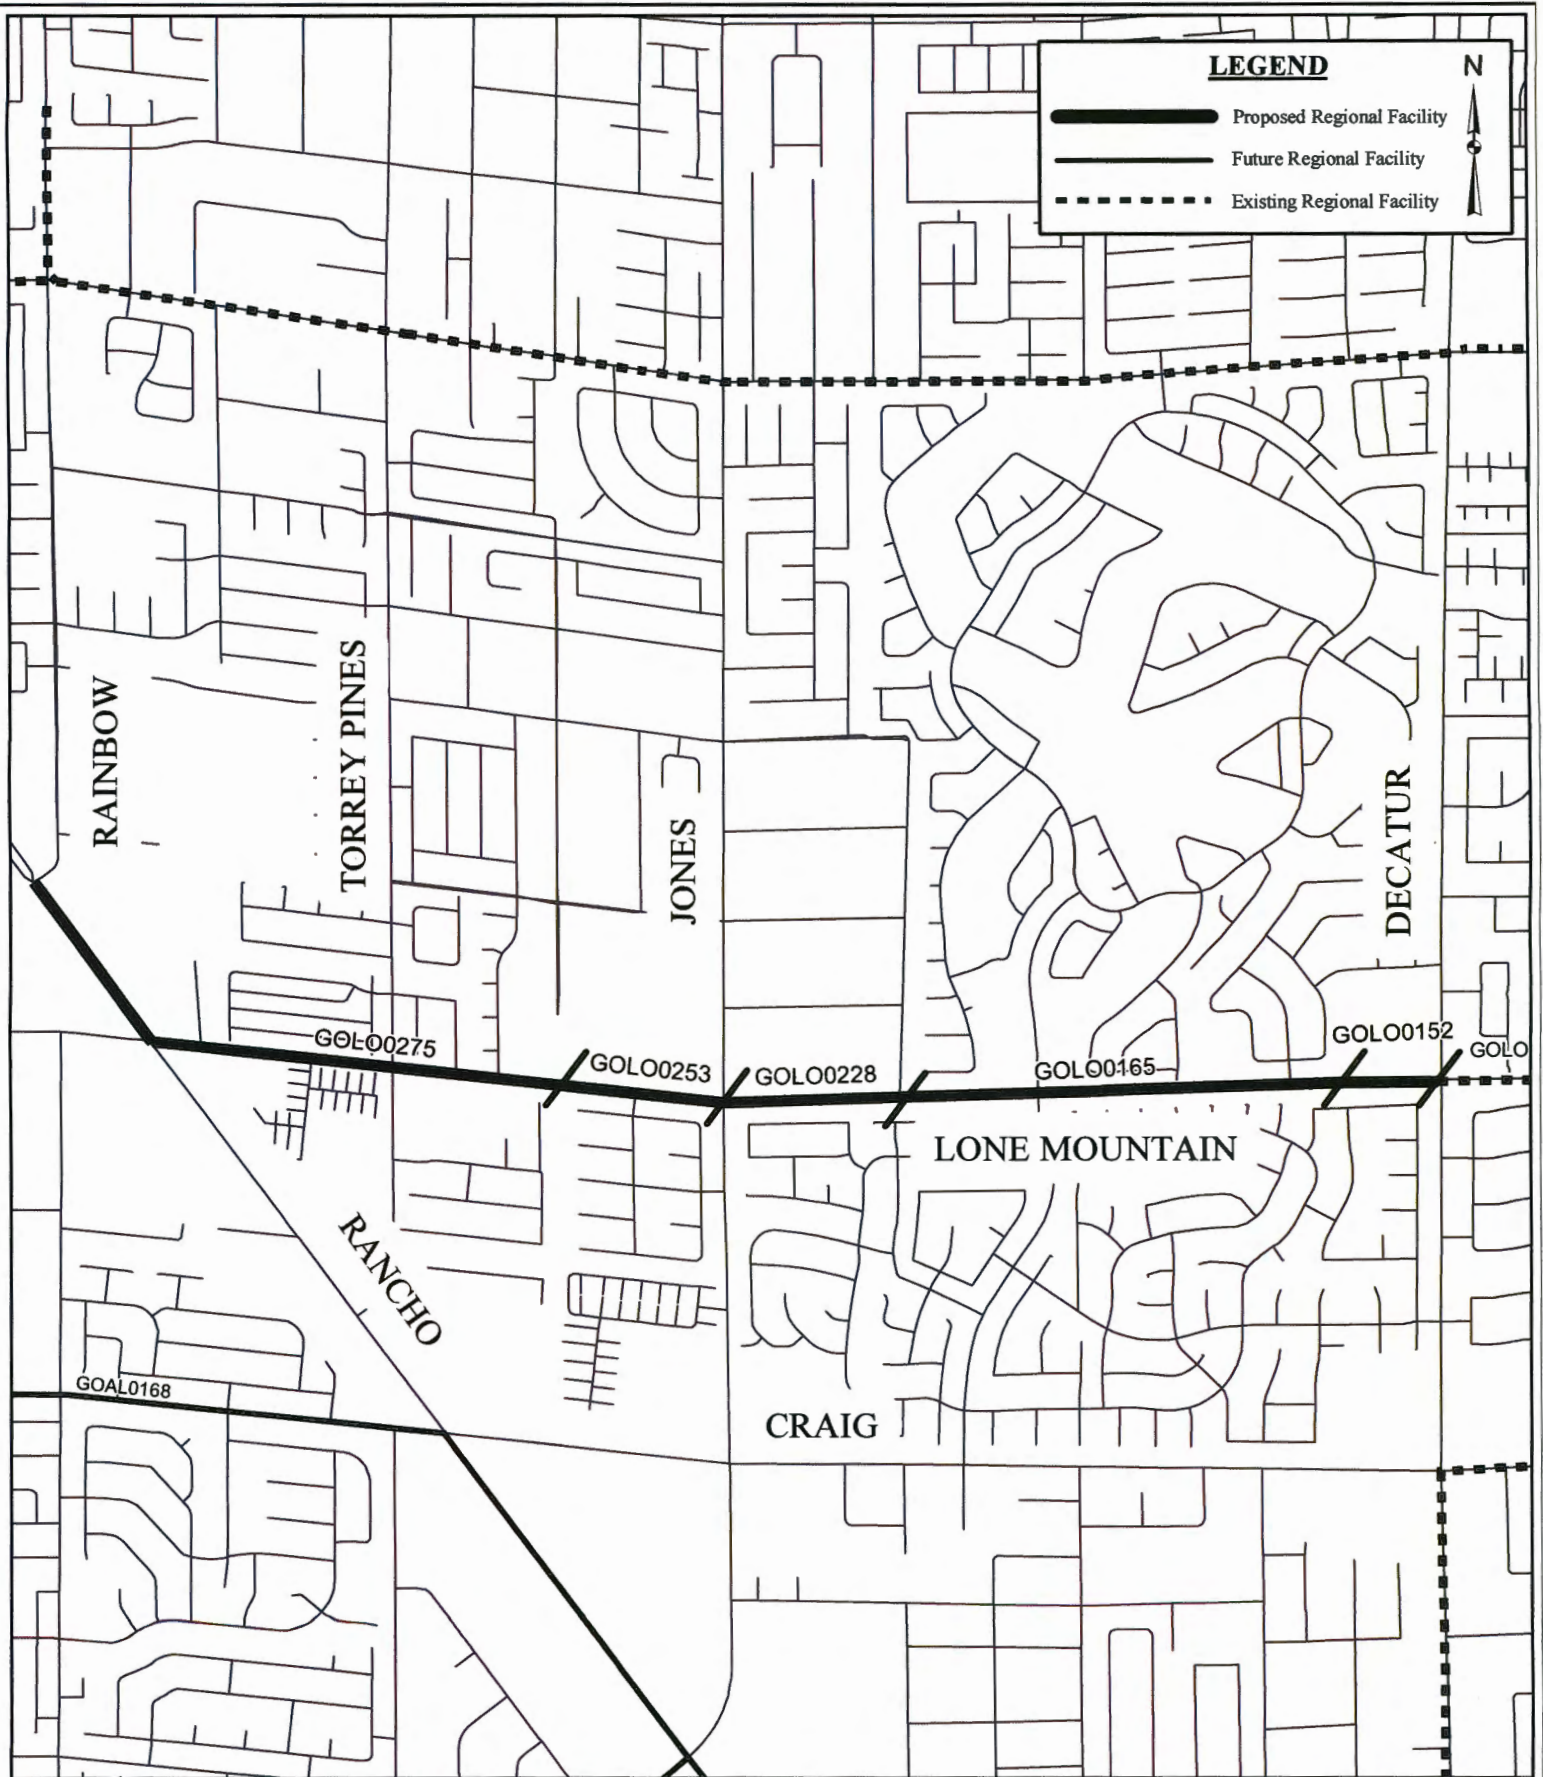 LEGEND
N
Proposed Regional Facility
Future Regional Facility
Existing Regional Facility
RAINBOW
TORREY PINES
JONES
DECATUR
GOLO0275
GOLO0253
GOLO0228
GOLO0165
GOLO0152
GOLO
LONE MOUNTAIN
RANCHO
GOAL0168
CRAIG